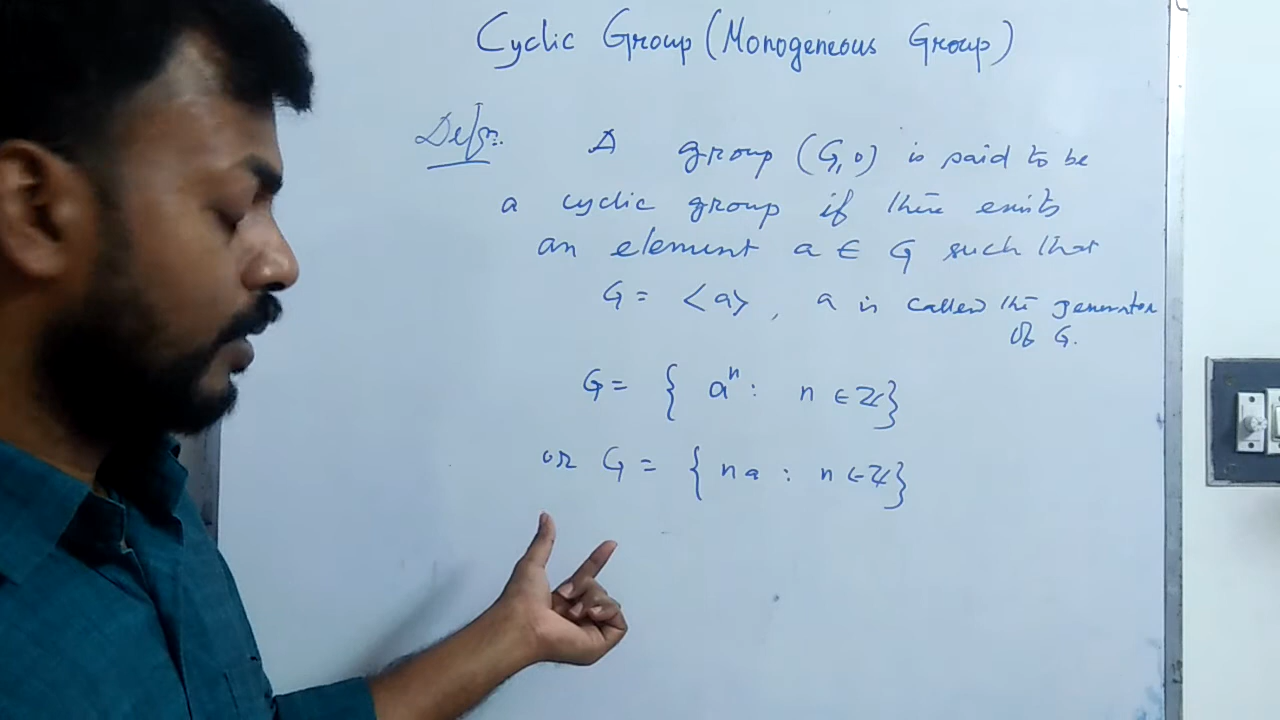 Cyclic Group (Monogeneous Group)
Defn. A group (G, o) is said to be
a cyclic group if there exists
an element a ∈ G such that
G = <a>, a is called the generator
of G.
G = { aⁿ : n ∈ ℤ }
or G = { na : n ∈ ℤ }